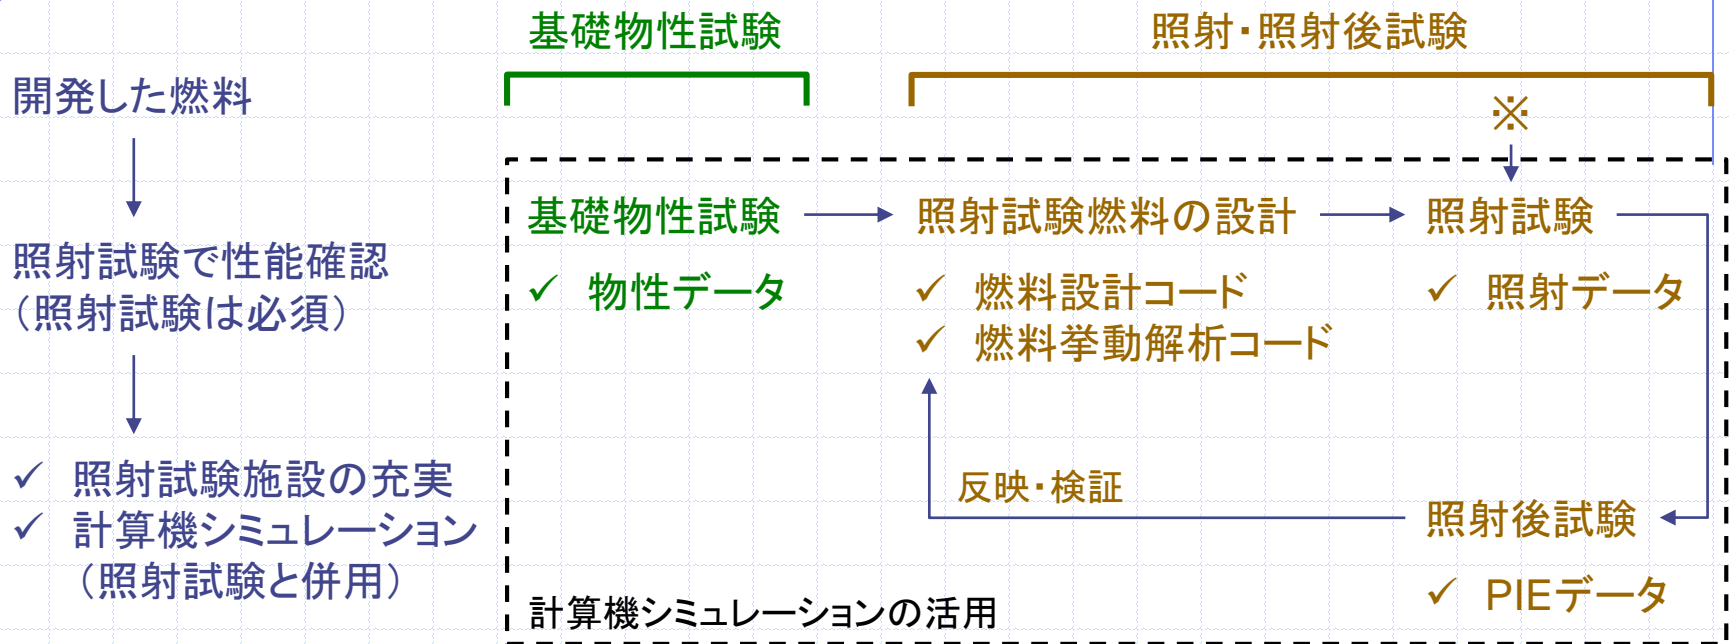 基礎物性試験
照射・照射後試験
開発した燃料
照射試験で性能確認
（照射試験は必須）
✓ 照射試験施設の充実
✓ 計算機シミュレーション
（照射試験と併用）
※
基礎物性試験
✓ 物性データ
照射試験燃料の設計
✓ 燃料設計コード
✓ 燃料挙動解析コード
照射試験
✓ 照射データ
反映・検証
照射後試験
✓ PIEデータ
計算機シミュレーションの活用